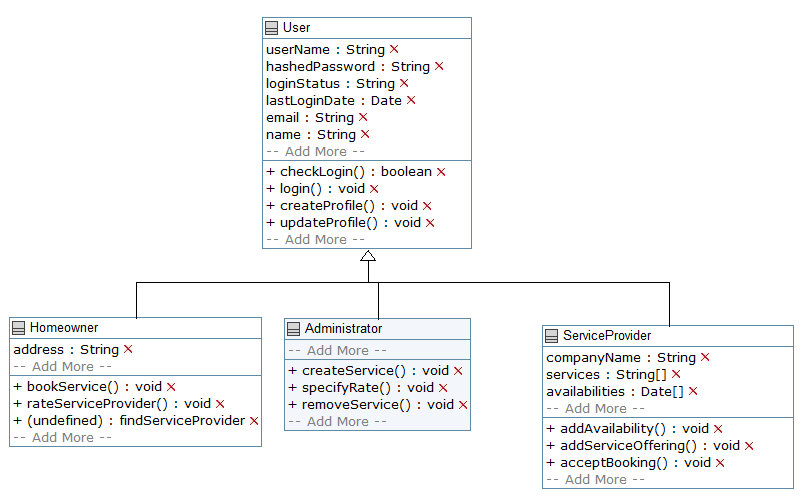 User
userName : String
hashedPassword : String
loginStatus : String
lastLoginDate : Date
email : String
name : String
-- Add More --
+ checkLogin() : boolean
+ login() : void
+ createProfile() : void
+ updateProfile() : void
-- Add More --
Homeowner
address : String
-- Add More --
+ bookService() : void
+ rateServiceProvider() : void
+ (undefined) : findServiceProvider
-- Add More --
Administrator
-- Add More --
+ createService() : void
+ specifyRate() : void
+ removeService() : void
-- Add More --
ServiceProvider
companyName : String
services : String[]
availabilities : Date[]
-- Add More --
+ addAvailability() : void
+ addServiceOffering() : void
+ acceptBooking() : void
-- Add More --